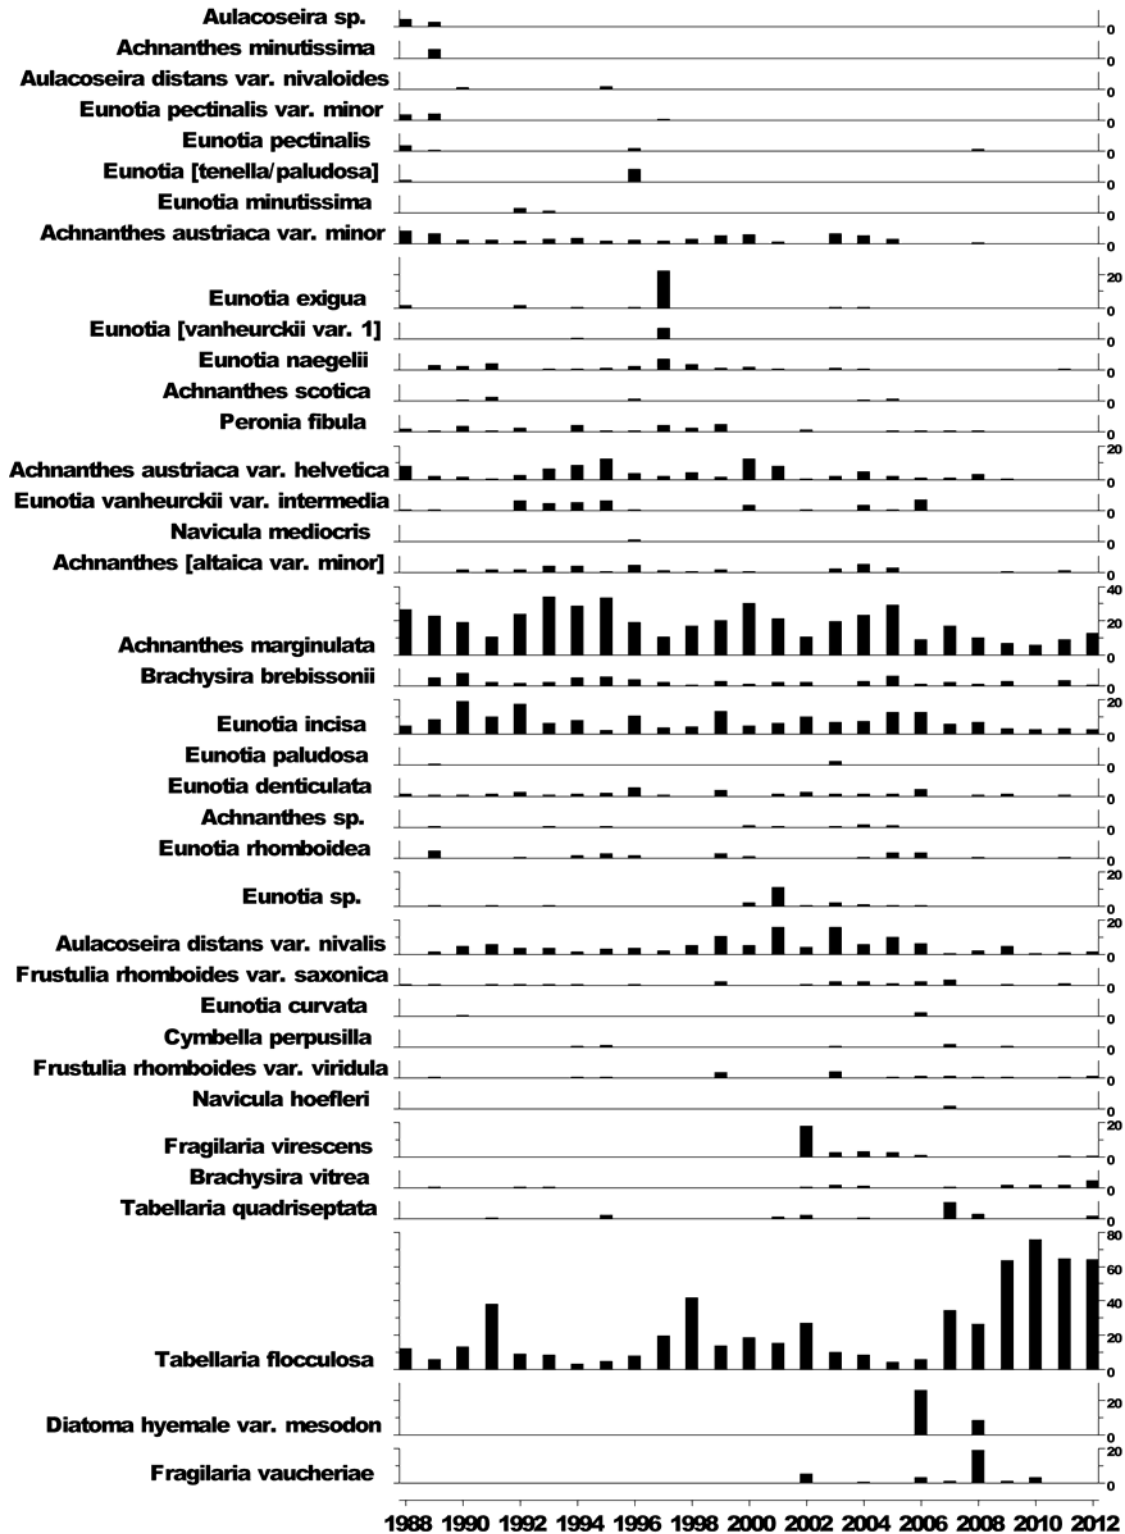 Aulacoseira sp.
0
Achnanthes minutissima
0
Aulacoseira distans var. nivaloides
0
Eunotia pectinalis var. minor
0
Eunotia pectinalis
0
Eunotia [tenella/paludosa]
0
Eunotia minutissima
0
Achnanthes austriaca var. minor
0
20
Eunotia exigua
0
Eunotia [vanheurckii var. 1]
0
Eunotia naegelii
0
Achnanthes scotica
0
Peronia fibula
0
20
Achnanthes austriaca var. helvetica
0
Eunotia vanheurckii var. intermedia
0
Navicula mediocris
0
Achnanthes [altaica var. minor]
0
40
20
Achnanthes marginulata
0
Brachysira brebissonii
0
20
Eunotia incisa
0
Eunotia paludosa
0
Eunotia denticulata
0
Achnanthes sp.
0
Eunotia rhomboidea
0
20
Eunotia sp.
0
20
Aulacoseira distans var. nivalis
0
Frustulia rhomboides var. saxonica
0
Eunotia curvata
0
Cymbella perpusilla
0
Frustulia rhomboides var. viridula
0
Navicula hoefleri
0
20
Fragilaria virescens
0
Brachysira vitrea
0
Tabellaria quadriseptata
0
80
60
40
20
Tabellaria flocculosa
0
20
Diatoma hyemale var. mesodon
0
20
Fragilaria vaucheriae
0
1988 1990 1992 1994 1996 1998 2000 2002 2004 2006 2008 2010 2012